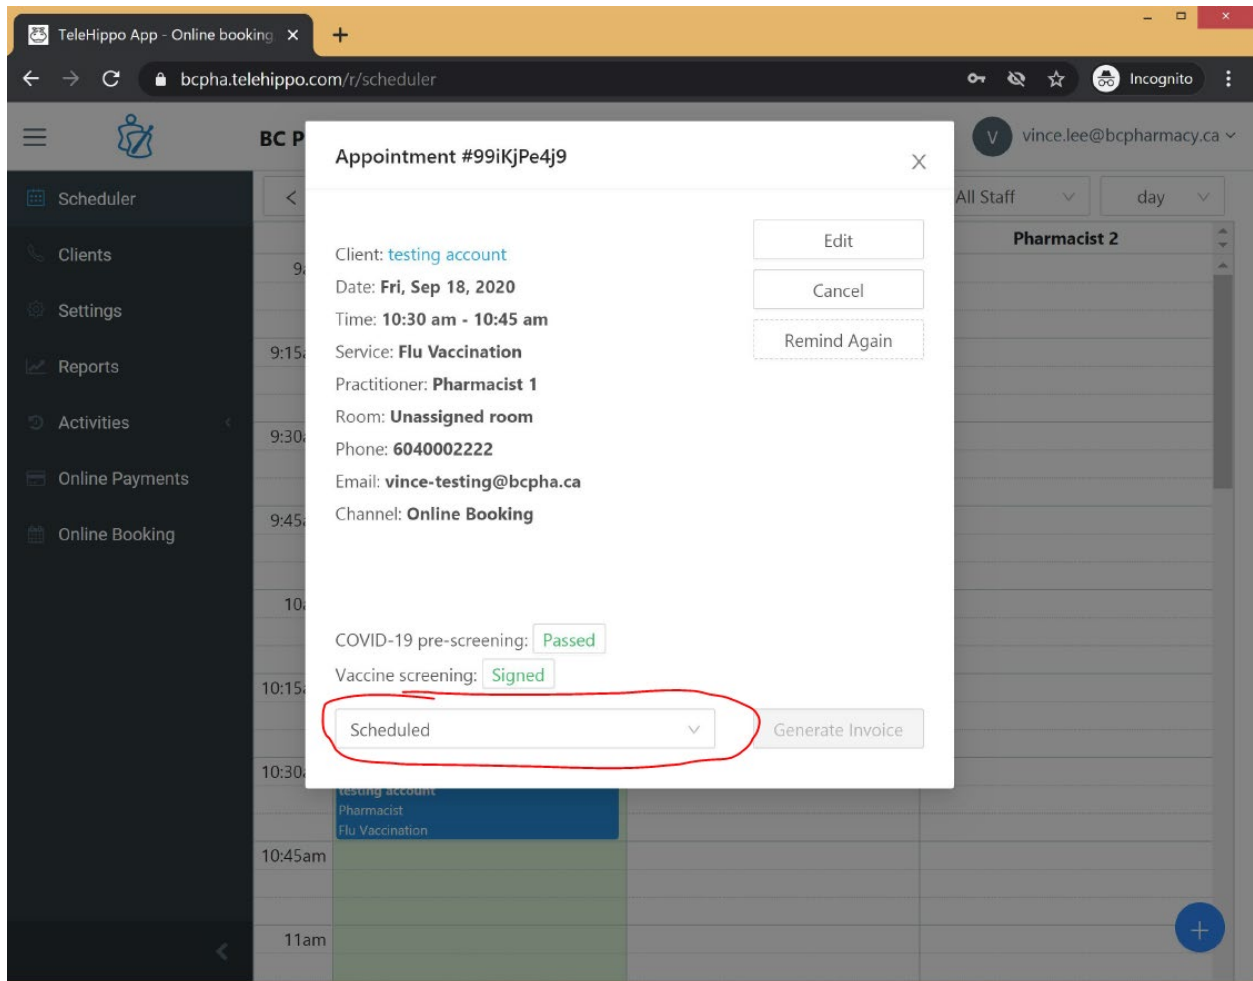 TeleHippo App - Online booking
bcpha.telehippo.com/r/scheduler
Incognito
BC P
V
vince.lee@bcpharmacy.ca
Scheduler
Clients
Settings
Reports
Activities
Online Payments
Online Booking
All Staff
day
Pharmacist 2
Appointment #99iKjPe4j9
Client: testing account
Date: Fri, Sep 18, 2020
Time: 10:30 am - 10:45 am
Service: Flu Vaccination
Practitioner: Pharmacist 1
Room: Unassigned room
Phone: 6040002222
Email: vince-testing@bcpha.ca
Channel: Online Booking
Edit
Cancel
Remind Again
COVID-19 pre-screening: Passed
Vaccine screening: Signed
Scheduled
Generate Invoice
9:15
9:30
9:45
10:15
10:30
testing account
Pharmacist
Flu Vaccination
10:45am
11am